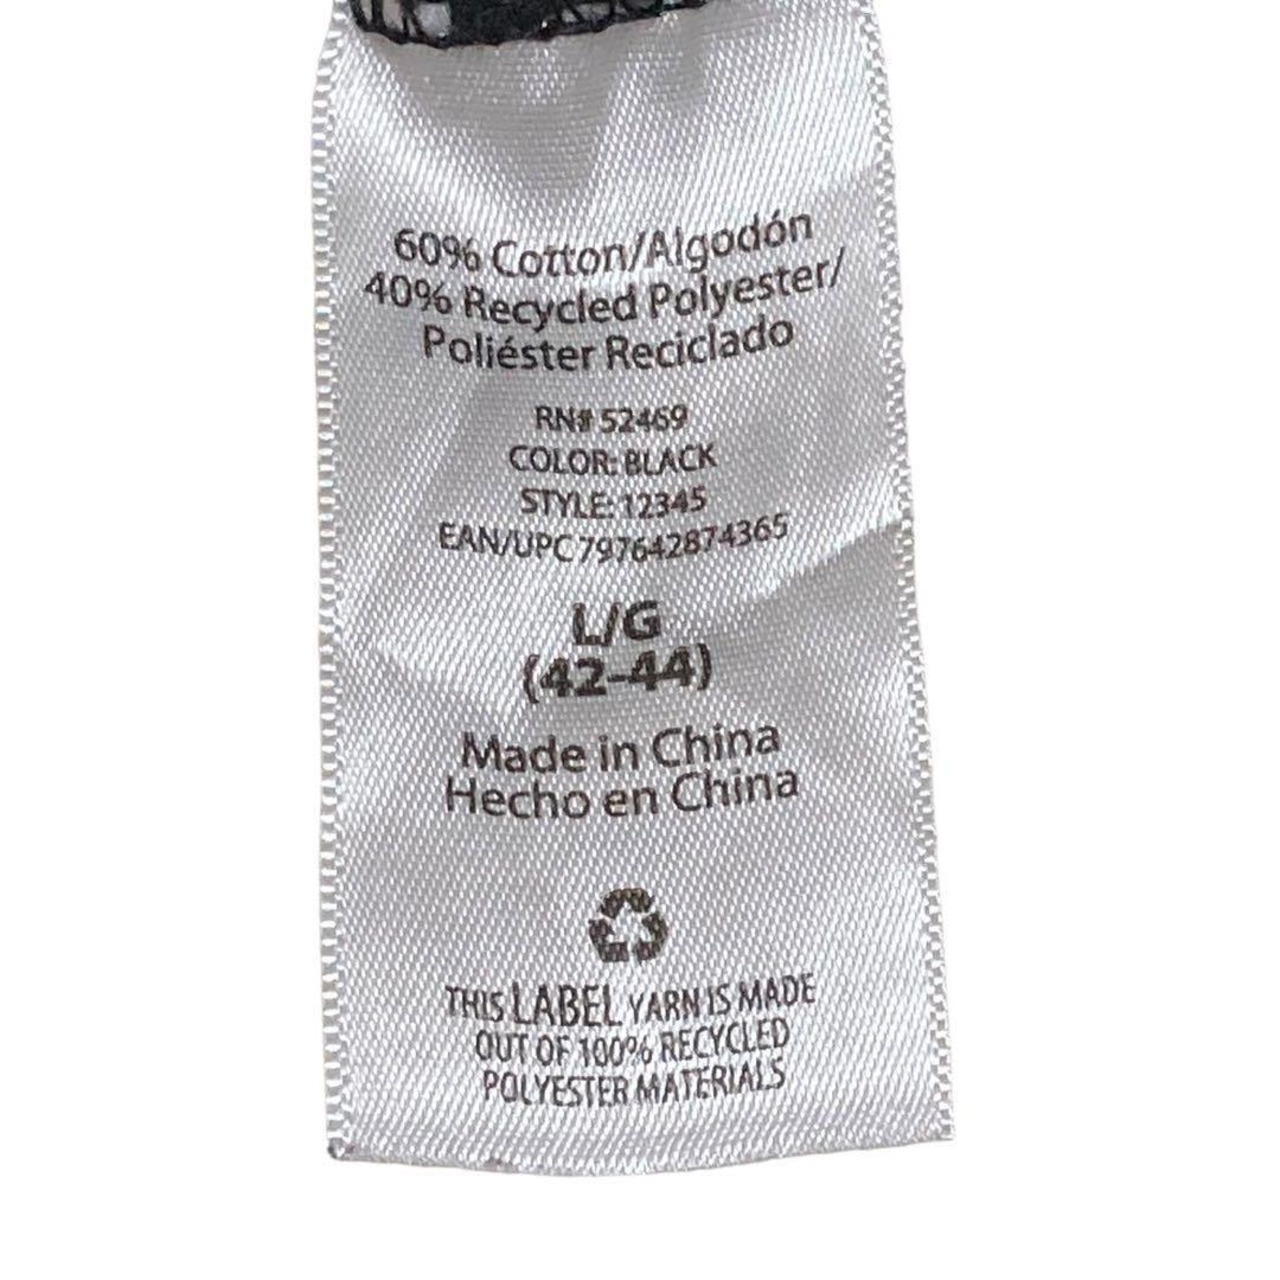 60% Cotton/Algodón
40% Recycled Polyester/
Poliéster Reciclado
RN# 52469
COLOR: BLACK
STYLE: 12345
EAN/UPC 797642874365
L/G
(42-44)
Made in China
Hecho en China
THIS LABEL YARN IS MADE
OUT OF 100% RECYCLED
POLYESTER MATERIALS